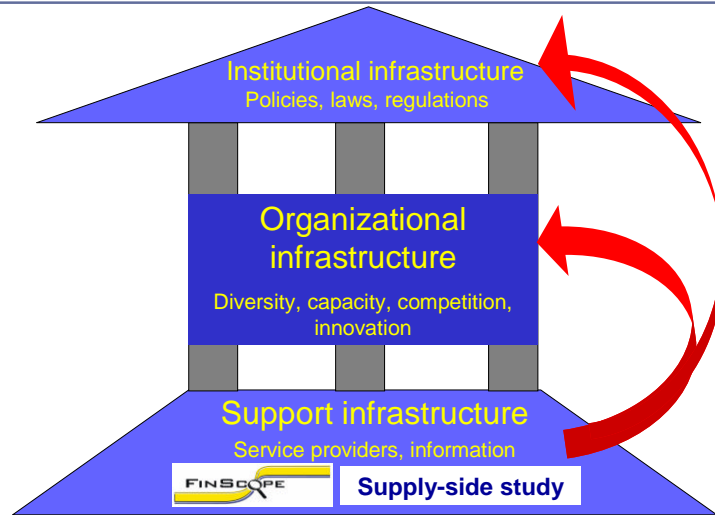 Institutional infrastructure
Policies, laws, regulations
Organizational
infrastructure
Diversity, capacity, competition,
innovation
Support infrastructure
Service providers, information
FINSCOPE
Supply-side study